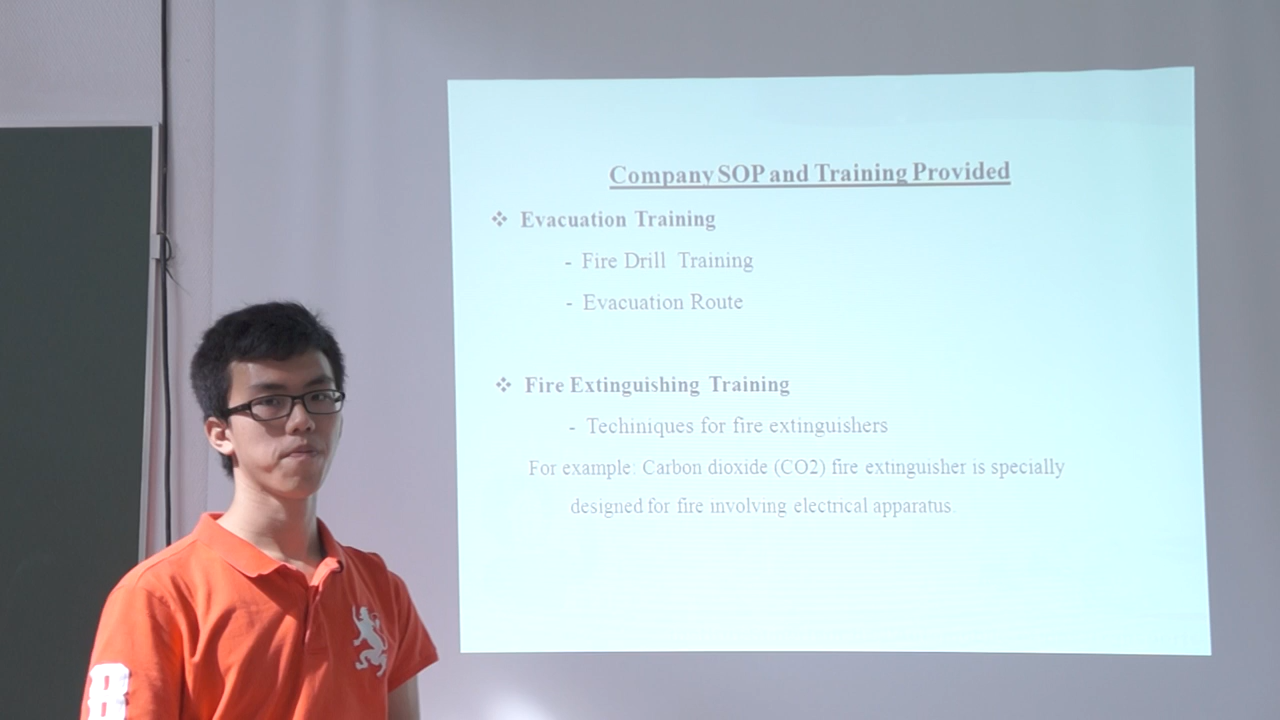 Company SOP and Training Provided
❖ Evacuation Training
- Fire Drill Training
- Evacuation Route
❖ Fire Extinguishing Training
- Techiniques for fire extinguishers
For example: Carbon dioxide (CO2) fire extinguisher is specially
designed for fire involving electrical apparatus.
8